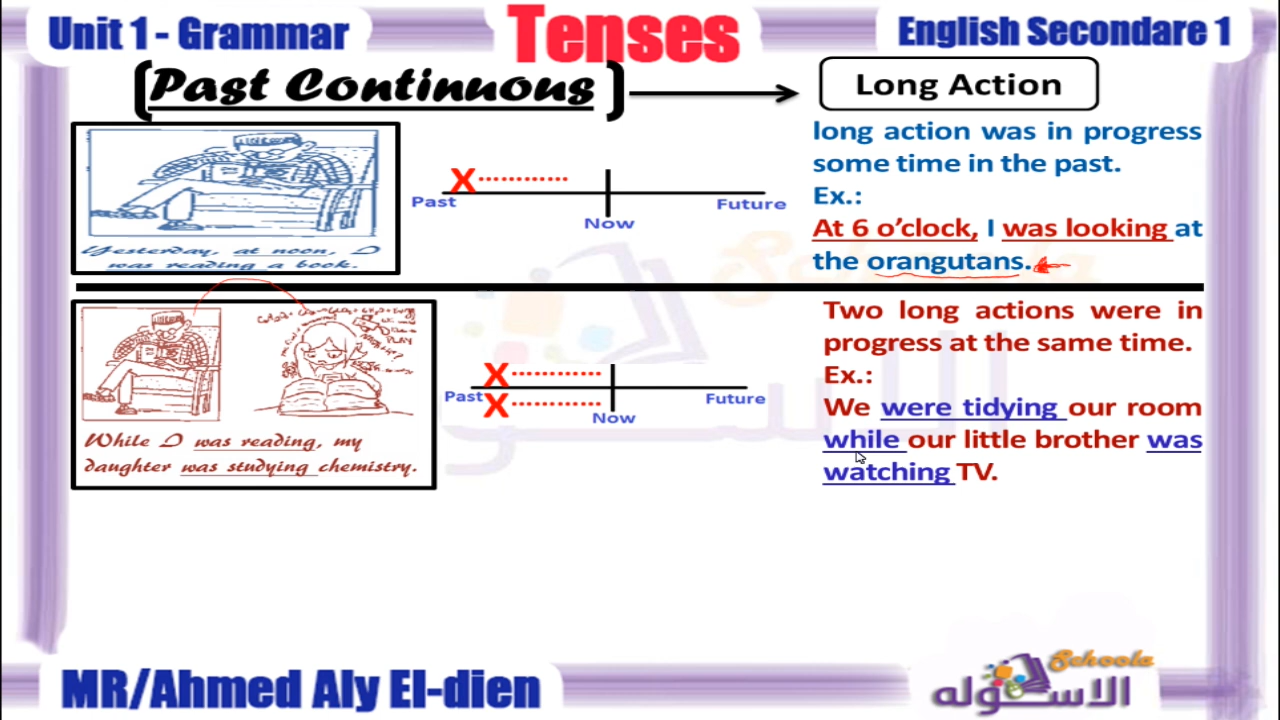 Unit 1 - Grammar
Tenses
English Secondare 1
(Past Continuous)
Long Action
long action was in progress
some time in the past.
Ex.:
At 6 o’clock, I was looking at
the orangutans.
X
Past
Now
Future
Yesterday, at noon, I
was reading a book.
Two long actions were in
progress at the same time.
Ex.:
We were tidying our room
while our little brother was
watching TV.
X
Past
X
Now
Future
While I was reading, my
daughter was studying chemistry.
MR/Ahmed Aly El-dien
Schoola
الاسكوله